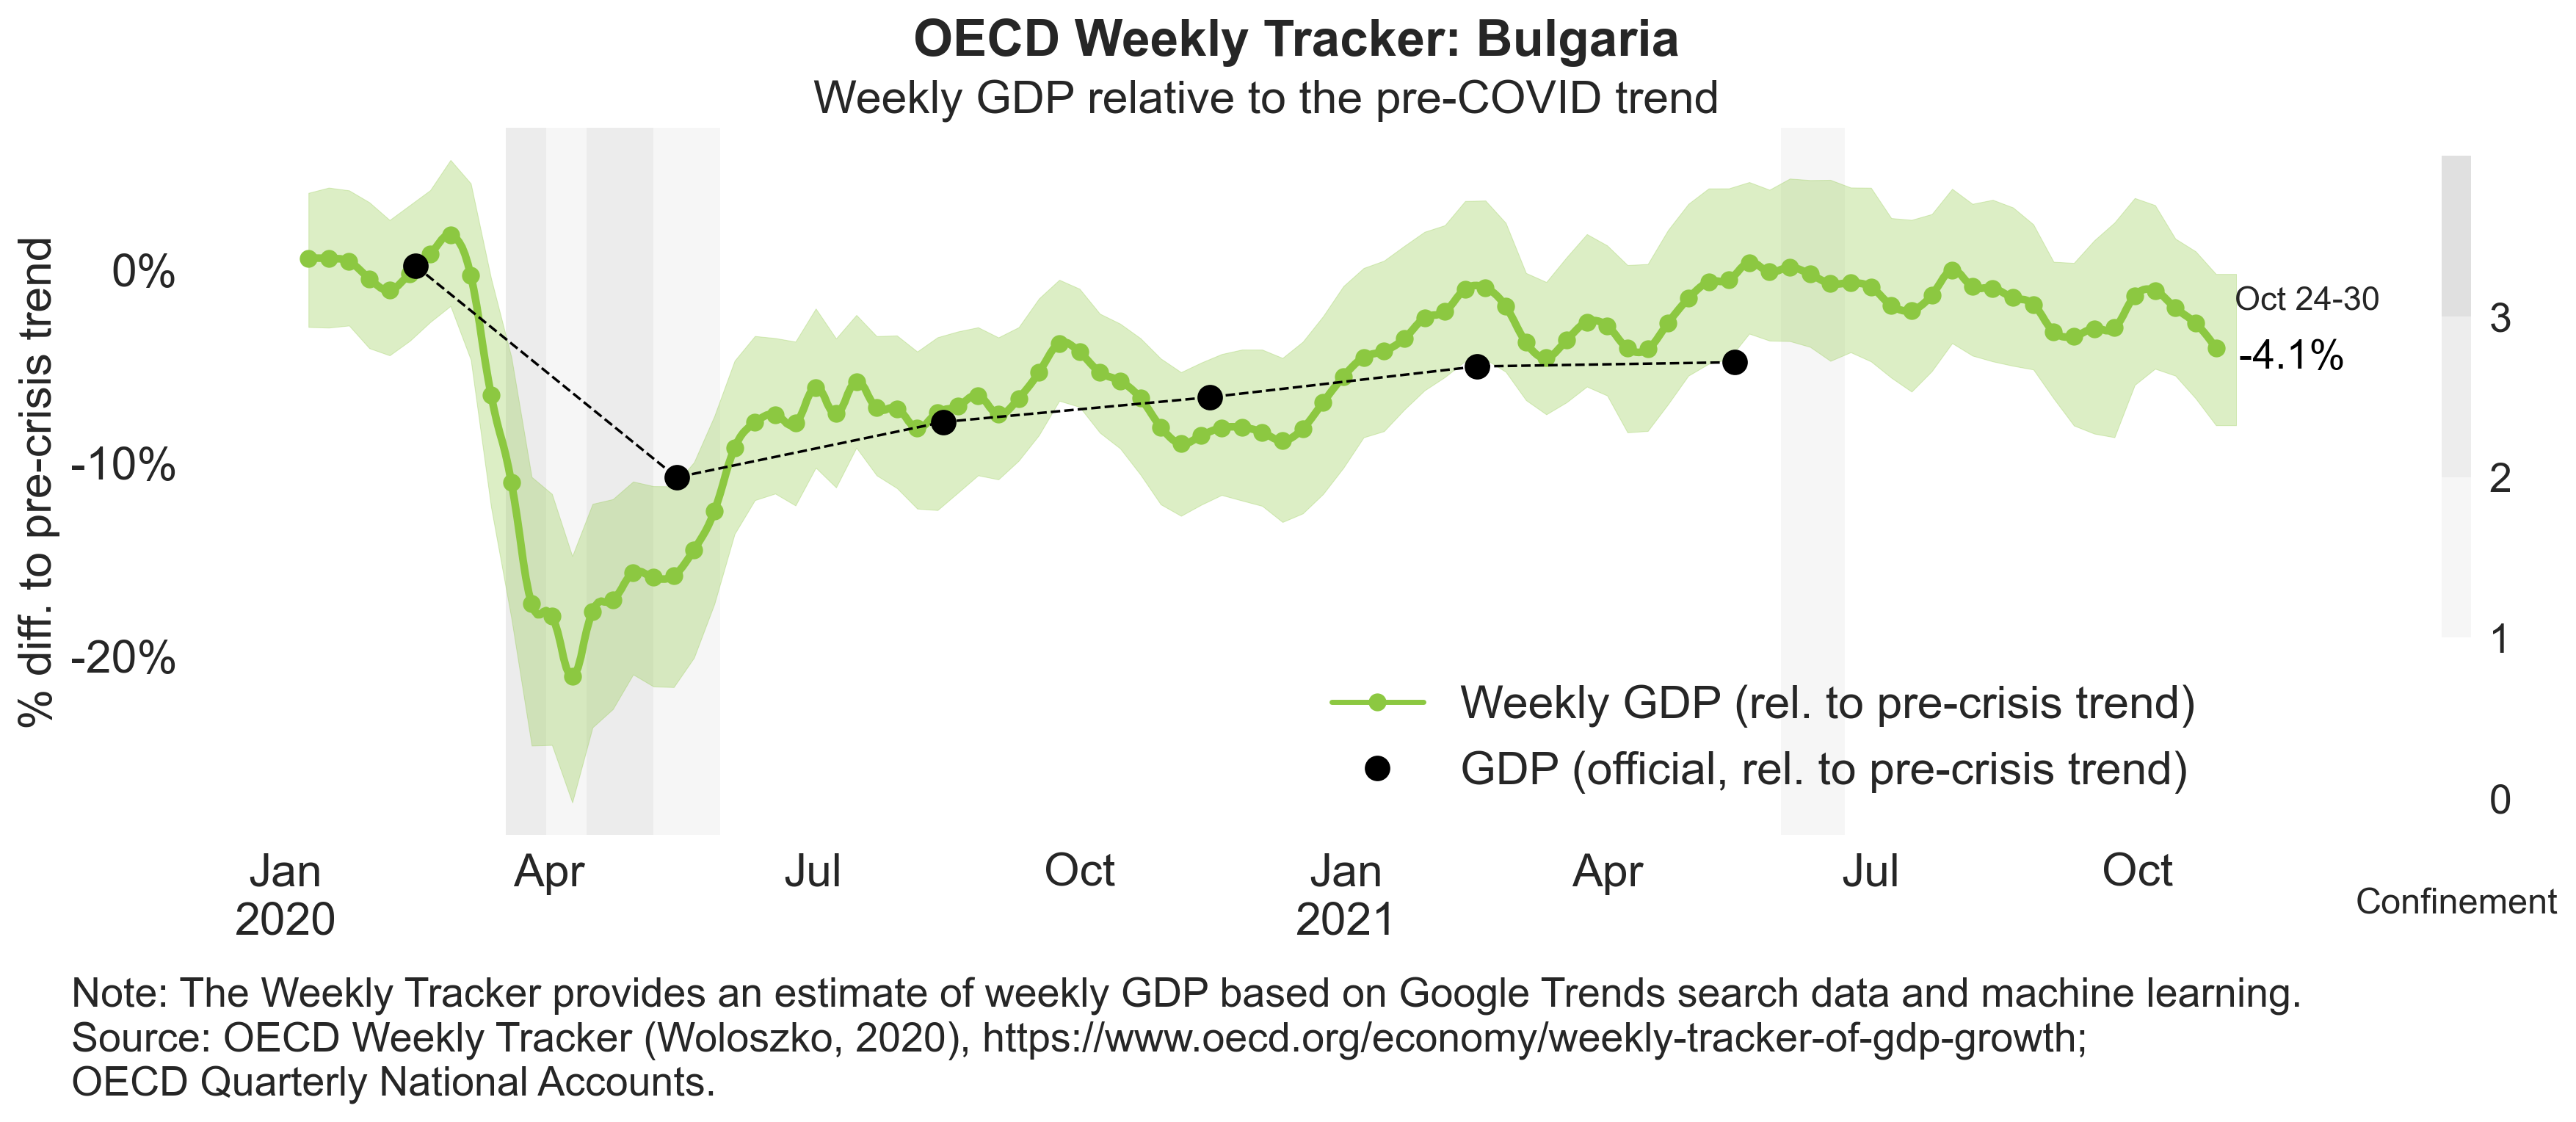 OECD Weekly Tracker: Bulgaria
Weekly GDP relative to the pre-COVID trend
% diff. to pre-crisis trend
0%
-10%
-20%
Oct 24-30
-4.1%
3
2
1
0
Weekly GDP (rel. to pre-crisis trend)
GDP (official, rel. to pre-crisis trend)
Jan Apr Jul Oct Jan Apr Jul Oct
2020 2021
Confinement
Note: The Weekly Tracker provides an estimate of weekly GDP based on Google Trends search data and machine learning.
Source: OECD Weekly Tracker (Woloszko, 2020), https://www.oecd.org/economy/weekly-tracker-of-gdp-growth;
OECD Quarterly National Accounts.